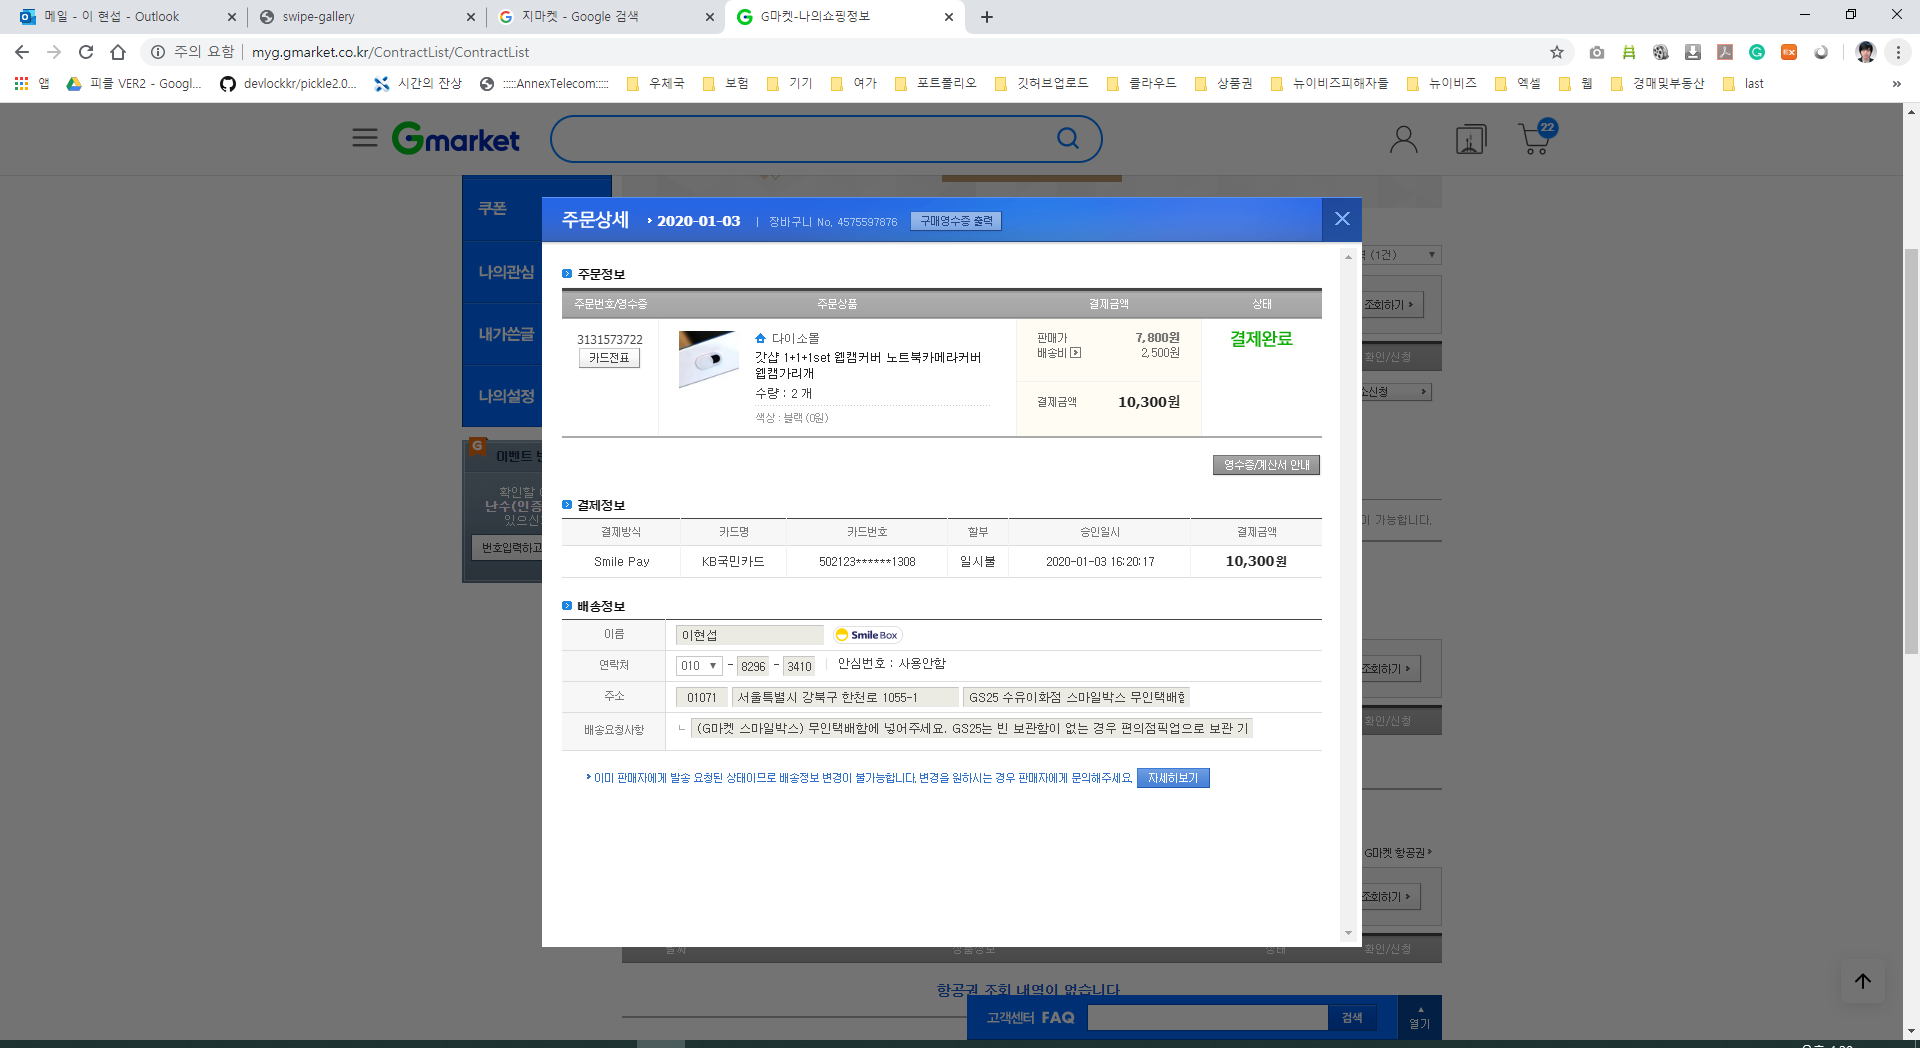 메일 - 이 현섭 - Outlook
swipe-gallery
지마켓 - Google 검색
G마켓-나의쇼핑정보
주의 요함
myg.gmarket.co.kr/ContractList/ContractList
앱
피클 VER2 - Googl...
devlockkr/pickle2.0...
시간의 잔상
:::::AnnexTelecom:::::
우체국
보험
기기
여가
포트폴리오
깃허브업로드
클라우드
상품권
뉴이비즈피해자들
뉴이비즈
엑셀
웹
경매및부동산
last
Gmarket
22
쿠폰
나의관심
내가쓴글
나의설정
이벤트
확인할
난수(인증
있으신
번호입력하고
주문상세
2020-01-03
장바구니 No. 4575597876
구매영수증 출력
주문정보
주문번호/영수증 주문상품 결제금액 상태
3131573722
카드전표
다이소몰
갓샵 1+1+1set 웹캠커버 노트북카메라커버
웹캠가리개
수량 : 2 개
색상 : 블랙 (0원)
판매가 7,800원
배송비 2,500원
결제금액 10,300원
결제완료
영수증/계산서 안내
결제정보
결제방식 카드명 카드번호 할부 승인일시 결제금액
Smile Pay KB국민카드 502123******1308 일시불 2020-01-03 16:20:17 10,300원
배송정보
이름 이현섭 Smile Box
연락처 010 - 8296 - 3410 안심번호 : 사용안함
주소 01071 서울특별시 강북구 한천로 1055-1 GS25 수유이화점 스마일박스 무인택배함
배송요청사항 (G마켓 스마일박스) 무인택배함에 넣어주세요. GS25는 빈 보관함이 없는 경우 편의점픽업으로 보관 기
이미 판매자에게 발송 요청된 상태이므로 배송정보 변경이 불가능합니다. 변경을 원하시는 경우 판매자에게 문의해주세요.
자세히보기
(1건)
조회하기
확인/신청
소신청
가능합니다.
조회하기
확인/신청
G마켓 항공권
조회하기
날짜 상품정보 상태 확인/신청
항공권 조회 내역이 없습니다
고객센터 FAQ
검색
열기